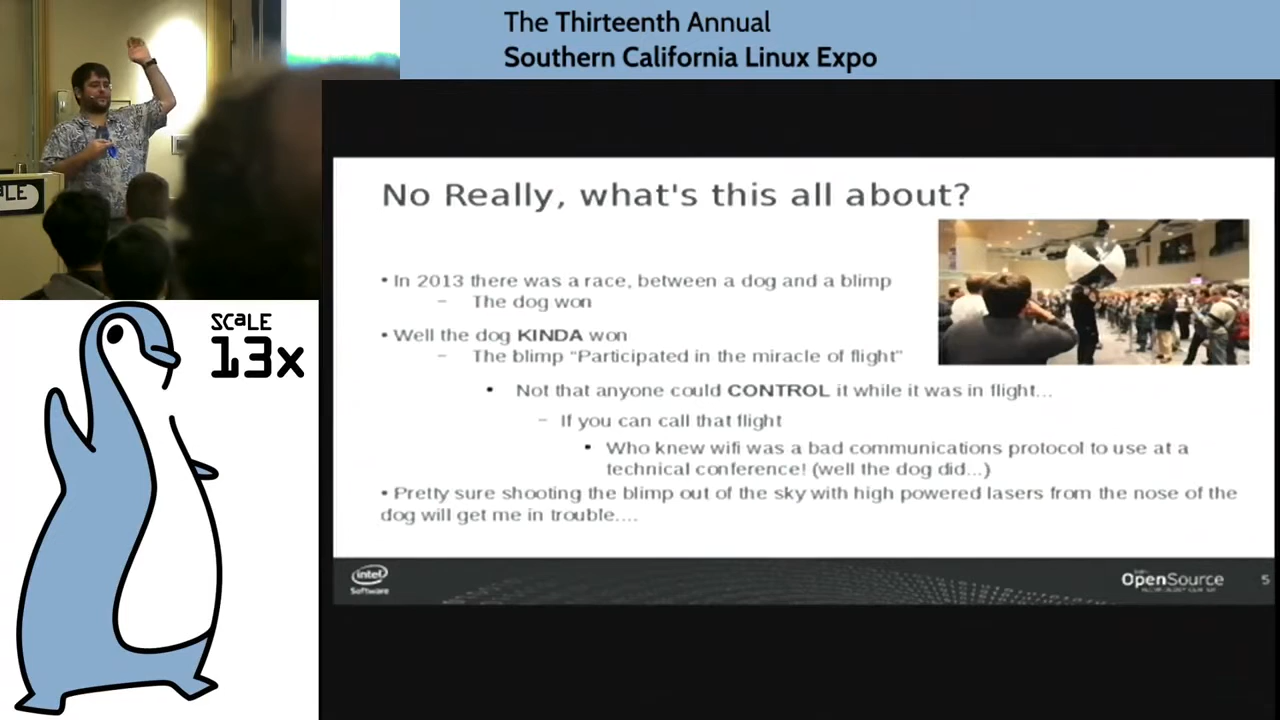 The Thirteenth Annual
Southern California Linux Expo
aLE
SCaLE
13x
No Really, what's this all about?
• In 2013 there was a race, between a dog and a blimp
– The dog won
• Well the dog KINDA won
– The blimp “Participated in the miracle of flight”
• Not that anyone could CONTROL it while it was in flight...
– If you can call that flight
• Who knew wifi was a bad communications protocol to use at a
technical conference! (well the dog did...)
• Pretty sure shooting the blimp out of the sky with high powered lasers from the nose of the
dog will get me in trouble....
intel
Software
OpenSource
5